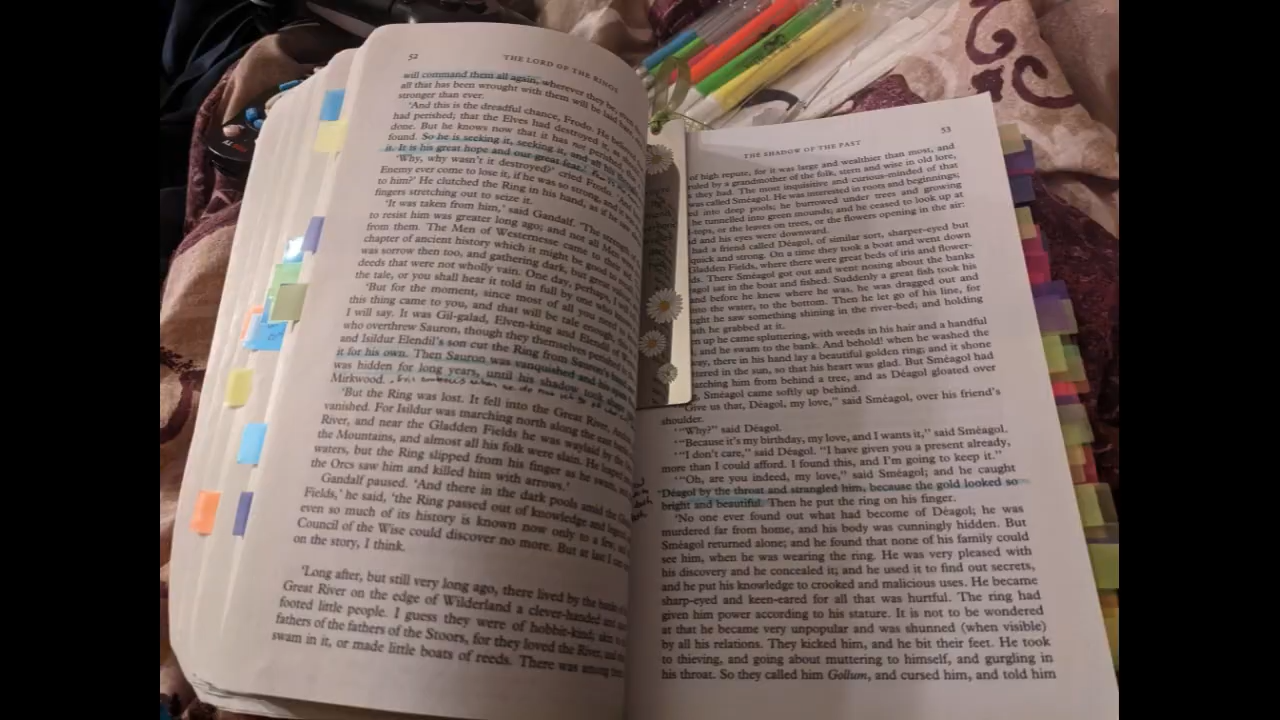 52
THE LORD OF THE RINGS
will command them all again, wherever they be,
all that has been wrought with them will be laid bare,
stronger than ever.
'And this is the dreadful chance, Frodo. He believed
had perished; that the Elves had destroyed it, as should
done. But he knows now that it has not perished,
found. So he is seeking it, seeking it, and all his
it. It is his great hope and our great fear.'
'Why, why wasn't it destroyed?' cried Frodo.
Enemy ever come to lose it, if he was so strong, and it
to him?' He clutched the Ring in his hand, as if he saw
fingers stretching out to seize it.
'It was taken from him,' said Gandalf. 'The strength
to resist him was greater long ago; and not all Men
from them. The Men of Westernesse came to their
chapter of ancient history which it might be good to
was sorrow then too, and gathering dark, but great
deeds that were not wholly vain. One day, perhaps, I will
the tale, or you shall hear it told in full by one who
'But for the moment, since most of all you need to
this thing came to you, and that will be tale enough,
I will say. It was Gil-galad, Elven-king and Elendil of
who overthrew Sauron, though they themselves perished
and Isildur Elendil's son cut the Ring from Sauron's hand
it for his own. Then Sauron was vanquished and his spirit
was hidden for long years, until his shadow took shape
Mirkwood.
'But the Ring was lost. It fell into the Great River,
vanished. For Isildur was marching north along the east
River, and near the Gladden Fields he was waylaid by the
the Mountains, and almost all his folk were slain. He leaped
waters, but the Ring slipped from his finger as he swam,
the Orcs saw him and killed him with arrows.'
Gandalf paused. 'And there in the dark pools amid the
Fields,' he said, 'the Ring passed out of knowledge and legend;
even so much of its history is known now only to a few, and
Council of the Wise could discover no more. But at last I can
on the story, I think.
'Long after, but still very long ago, there lived by the banks of
Great River on the edge of Wilderland a clever-handed and
footed little people. I guess they were of hobbit-kind; akin to
fathers of the fathers of the Stoors, for they loved the River, and
swam in it, or made little boats of reeds. There was among
53
THE SHADOW OF THE PAST
of high repute, for it was large and wealthier than most, and
ruled by a grandmother of the folk, stern and wise in old lore,
they had. The most inquisitive and curious-minded of that
was called Sméagol. He was interested in roots and beginnings;
into deep pools; he burrowed under trees and growing
he tunnelled into green mounds; and he ceased to look up at
-tops, or the leaves on trees, or the flowers opening in the air:
and his eyes were downward.
had a friend called Déagol, of similar sort, sharper-eyed but
quick and strong. On a time they took a boat and went down
Gladden Fields, where there were great beds of iris and flower-
There Sméagol got out and went nosing about the banks
sat in the boat and fished. Suddenly a great fish took his
and before he knew where he was, he was dragged out and
into the water, to the bottom. Then he let go of his line, for
he saw something shining in the river-bed; and holding
he grabbed at it.
up he came spluttering, with weeds in his hair and a handful
and he swam to the bank. And behold! when he washed the
there in his hand lay a beautiful golden ring; and it shone
in the sun, so that his heart was glad. But Sméagol had
watching him from behind a tree, and as Déagol gloated over
Sméagol came softly up behind.
"Give us that, Déagol, my love," said Sméagol, over his friend's
shoulder.
'"Why?" said Déagol.
'"Because it's my birthday, my love, and I wants it," said Sméagol.
'"I don't care," said Déagol. "I have given you a present already,
more than I could afford. I found this, and I'm going to keep it."
'"Oh, are you indeed, my love," said Sméagol; and he caught
Déagol by the throat and strangled him, because the gold looked so
bright and beautiful. Then he put the ring on his finger.
'No one ever found out what had become of Déagol; he was
murdered far from home, and his body was cunningly hidden. But
Sméagol returned alone; and he found that none of his family could
see him, when he was wearing the ring. He was very pleased with
his discovery and he concealed it; and he used it to find out secrets,
and he put his knowledge to crooked and malicious uses. He became
sharp-eyed and keen-eared for all that was hurtful. The ring had
given him power according to his stature. It is not to be wondered
at that he became very unpopular and was shunned (when visible)
by all his relations. They kicked him, and he bit their feet. He took
to thieving, and going about muttering to himself, and gurgling in
his throat. So they called him Gollum, and cursed him, and told him